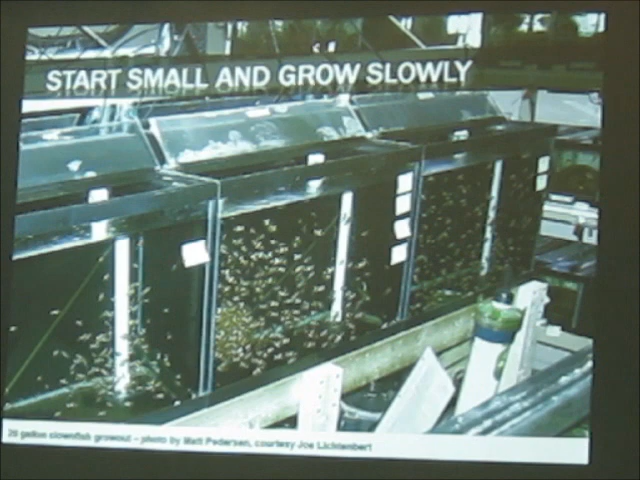 START SMALL AND GROW SLOWLY
20 gallon clownfish growout - photo by Matt Pedersen, courtesy Joe Lichtenbert